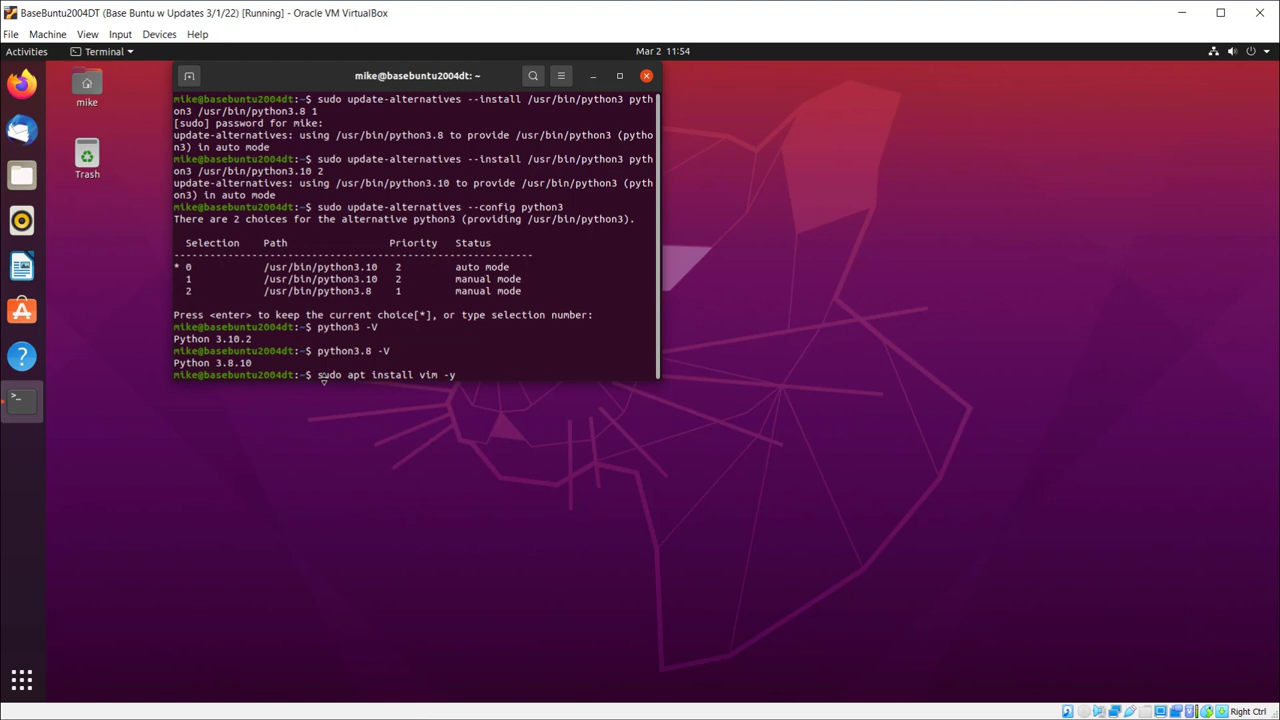 BaseBuntu2004DT (Base Buntu w Updates 3/1/22) [Running] - Oracle VM VirtualBox
File Machine View Input Devices Help
Activities Terminal Mar 2 11:54
mike@basebuntu2004dt: ~
mike
Trash
mike@basebuntu2004dt:~$ sudo update-alternatives --install /usr/bin/python3 pyth
on3 /usr/bin/python3.8 1
[sudo] password for mike:
update-alternatives: using /usr/bin/python3.8 to provide /usr/bin/python3 (pytho
n3) in auto mode
mike@basebuntu2004dt:~$ sudo update-alternatives --install /usr/bin/python3 pyth
on3 /usr/bin/python3.10 2
update-alternatives: using /usr/bin/python3.10 to provide /usr/bin/python3 (pyth
on3) in auto mode
mike@basebuntu2004dt:~$ sudo update-alternatives --config python3
There are 2 choices for the alternative python3 (providing /usr/bin/python3).
Selection Path Priority Status
------------------------------------------------------------
* 0 /usr/bin/python3.10 2 auto mode
1 /usr/bin/python3.10 2 manual mode
2 /usr/bin/python3.8 1 manual mode
Press <enter> to keep the current choice[*], or type selection number:
mike@basebuntu2004dt:~$ python3 -V
Python 3.10.2
mike@basebuntu2004dt:~$ python3.8 -V
Python 3.8.10
mike@basebuntu2004dt:~$ sudo apt install vim -y
Right Ctrl